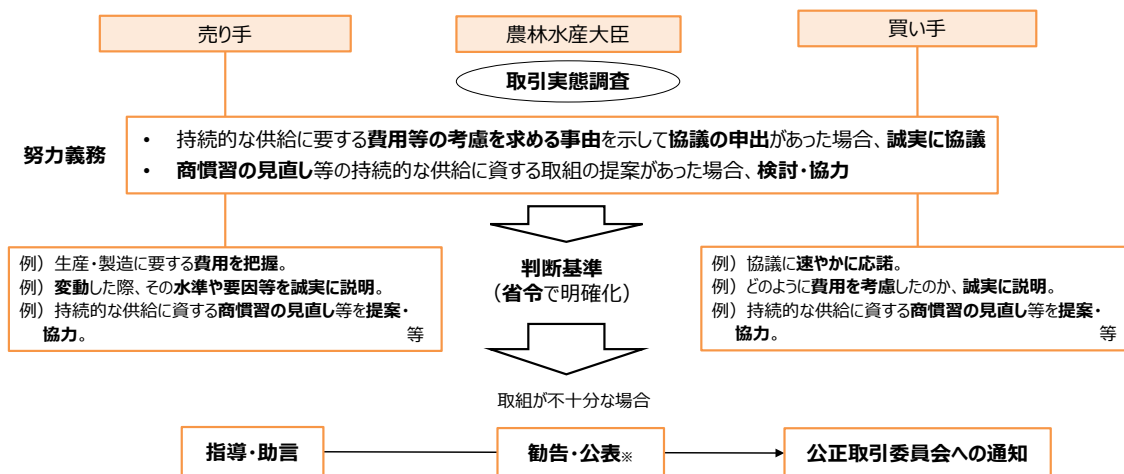 売り手
農林水産大臣
買い手
取引実態調査
努力義務
• 持続的な供給に要する費用等の考慮を求める事由を示して協議の申出があった場合、誠実に協議
• 商慣習の見直し等の持続的な供給に資する取組の提案があった場合、検討・協力
例）生産・製造に要する費用を把握。
例）変動した際、その水準や要因等を誠実に説明。
例）持続的な供給に資する商慣習の見直し等を提案・
協力。 等
判断基準
（省令で明確化）
例）協議に速やかに応諾。
例）どのように費用を考慮したのか、誠実に説明。
例）持続的な供給に資する商慣習の見直し等を提案・
協力。 等
取組が不十分な場合
指導・助言
勧告・公表※
公正取引委員会への通知